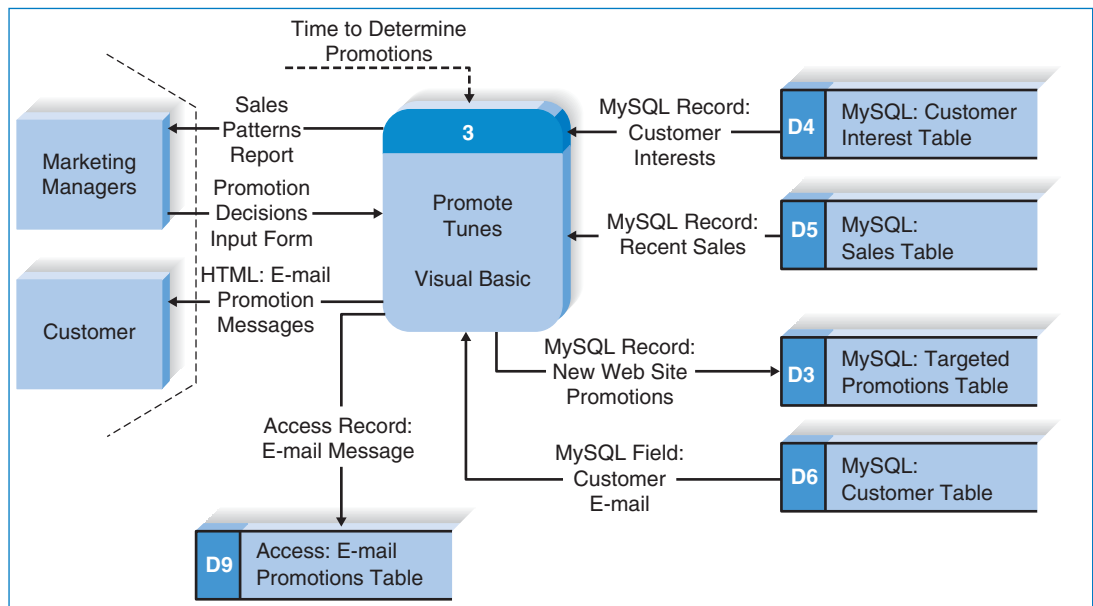 Time to Determine
Promotions
Marketing
Managers
Sales
Patterns
Report
Promotion
Decisions
Input Form
Customer
HTML: E-mail
Promotion
Messages
3
Promote
Tunes
Visual Basic
MySQL Record:
Customer
Interests
D4
MySQL: Customer
Interest Table
MySQL Record:
Recent Sales
D5
MySQL:
Sales Table
MySQL Record:
New Web Site
Promotions
D3
MySQL: Targeted
Promotions Table
MySQL Field:
Customer
E-mail
D6
MySQL:
Customer Table
Access Record:
E-mail Message
D9
Access: E-mail
Promotions Table